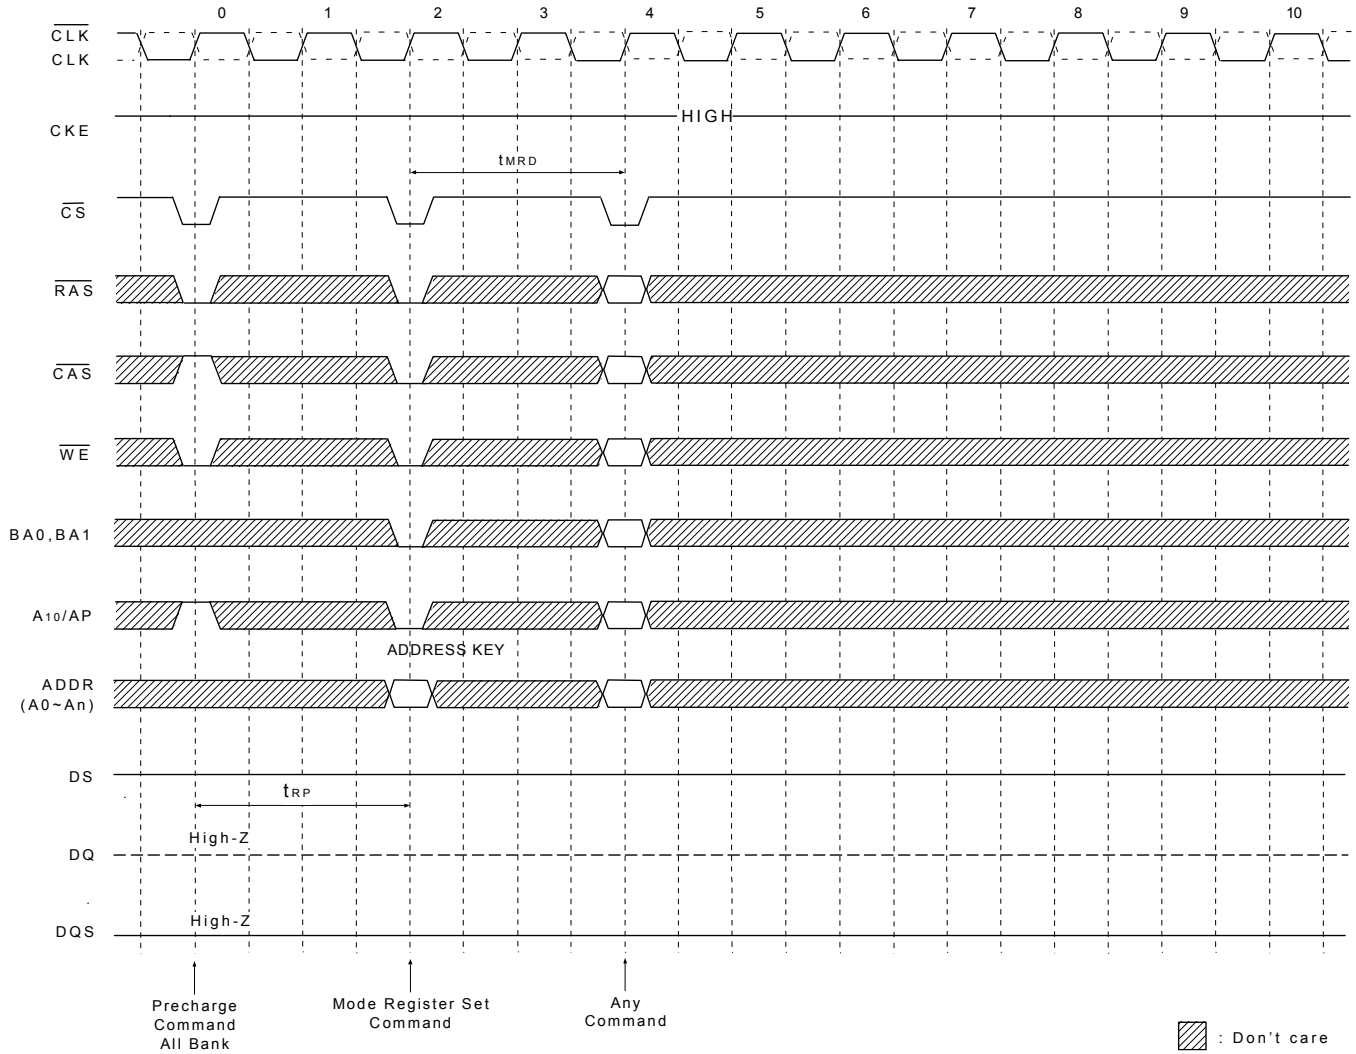 0 1 2 3 4 5 6 7 8 9 10
CLK
CLK
HIGH
CKE
tMRD
CS
RAS
CAS
WE
BA0,BA1
A10/AP
ADDRESS KEY
ADDR
(A0~An)
DS
tRP
High-Z
DQ
High-Z
DQS
Precharge
Command
All Bank
Mode Register Set
Command
Any
Command
: Don't care